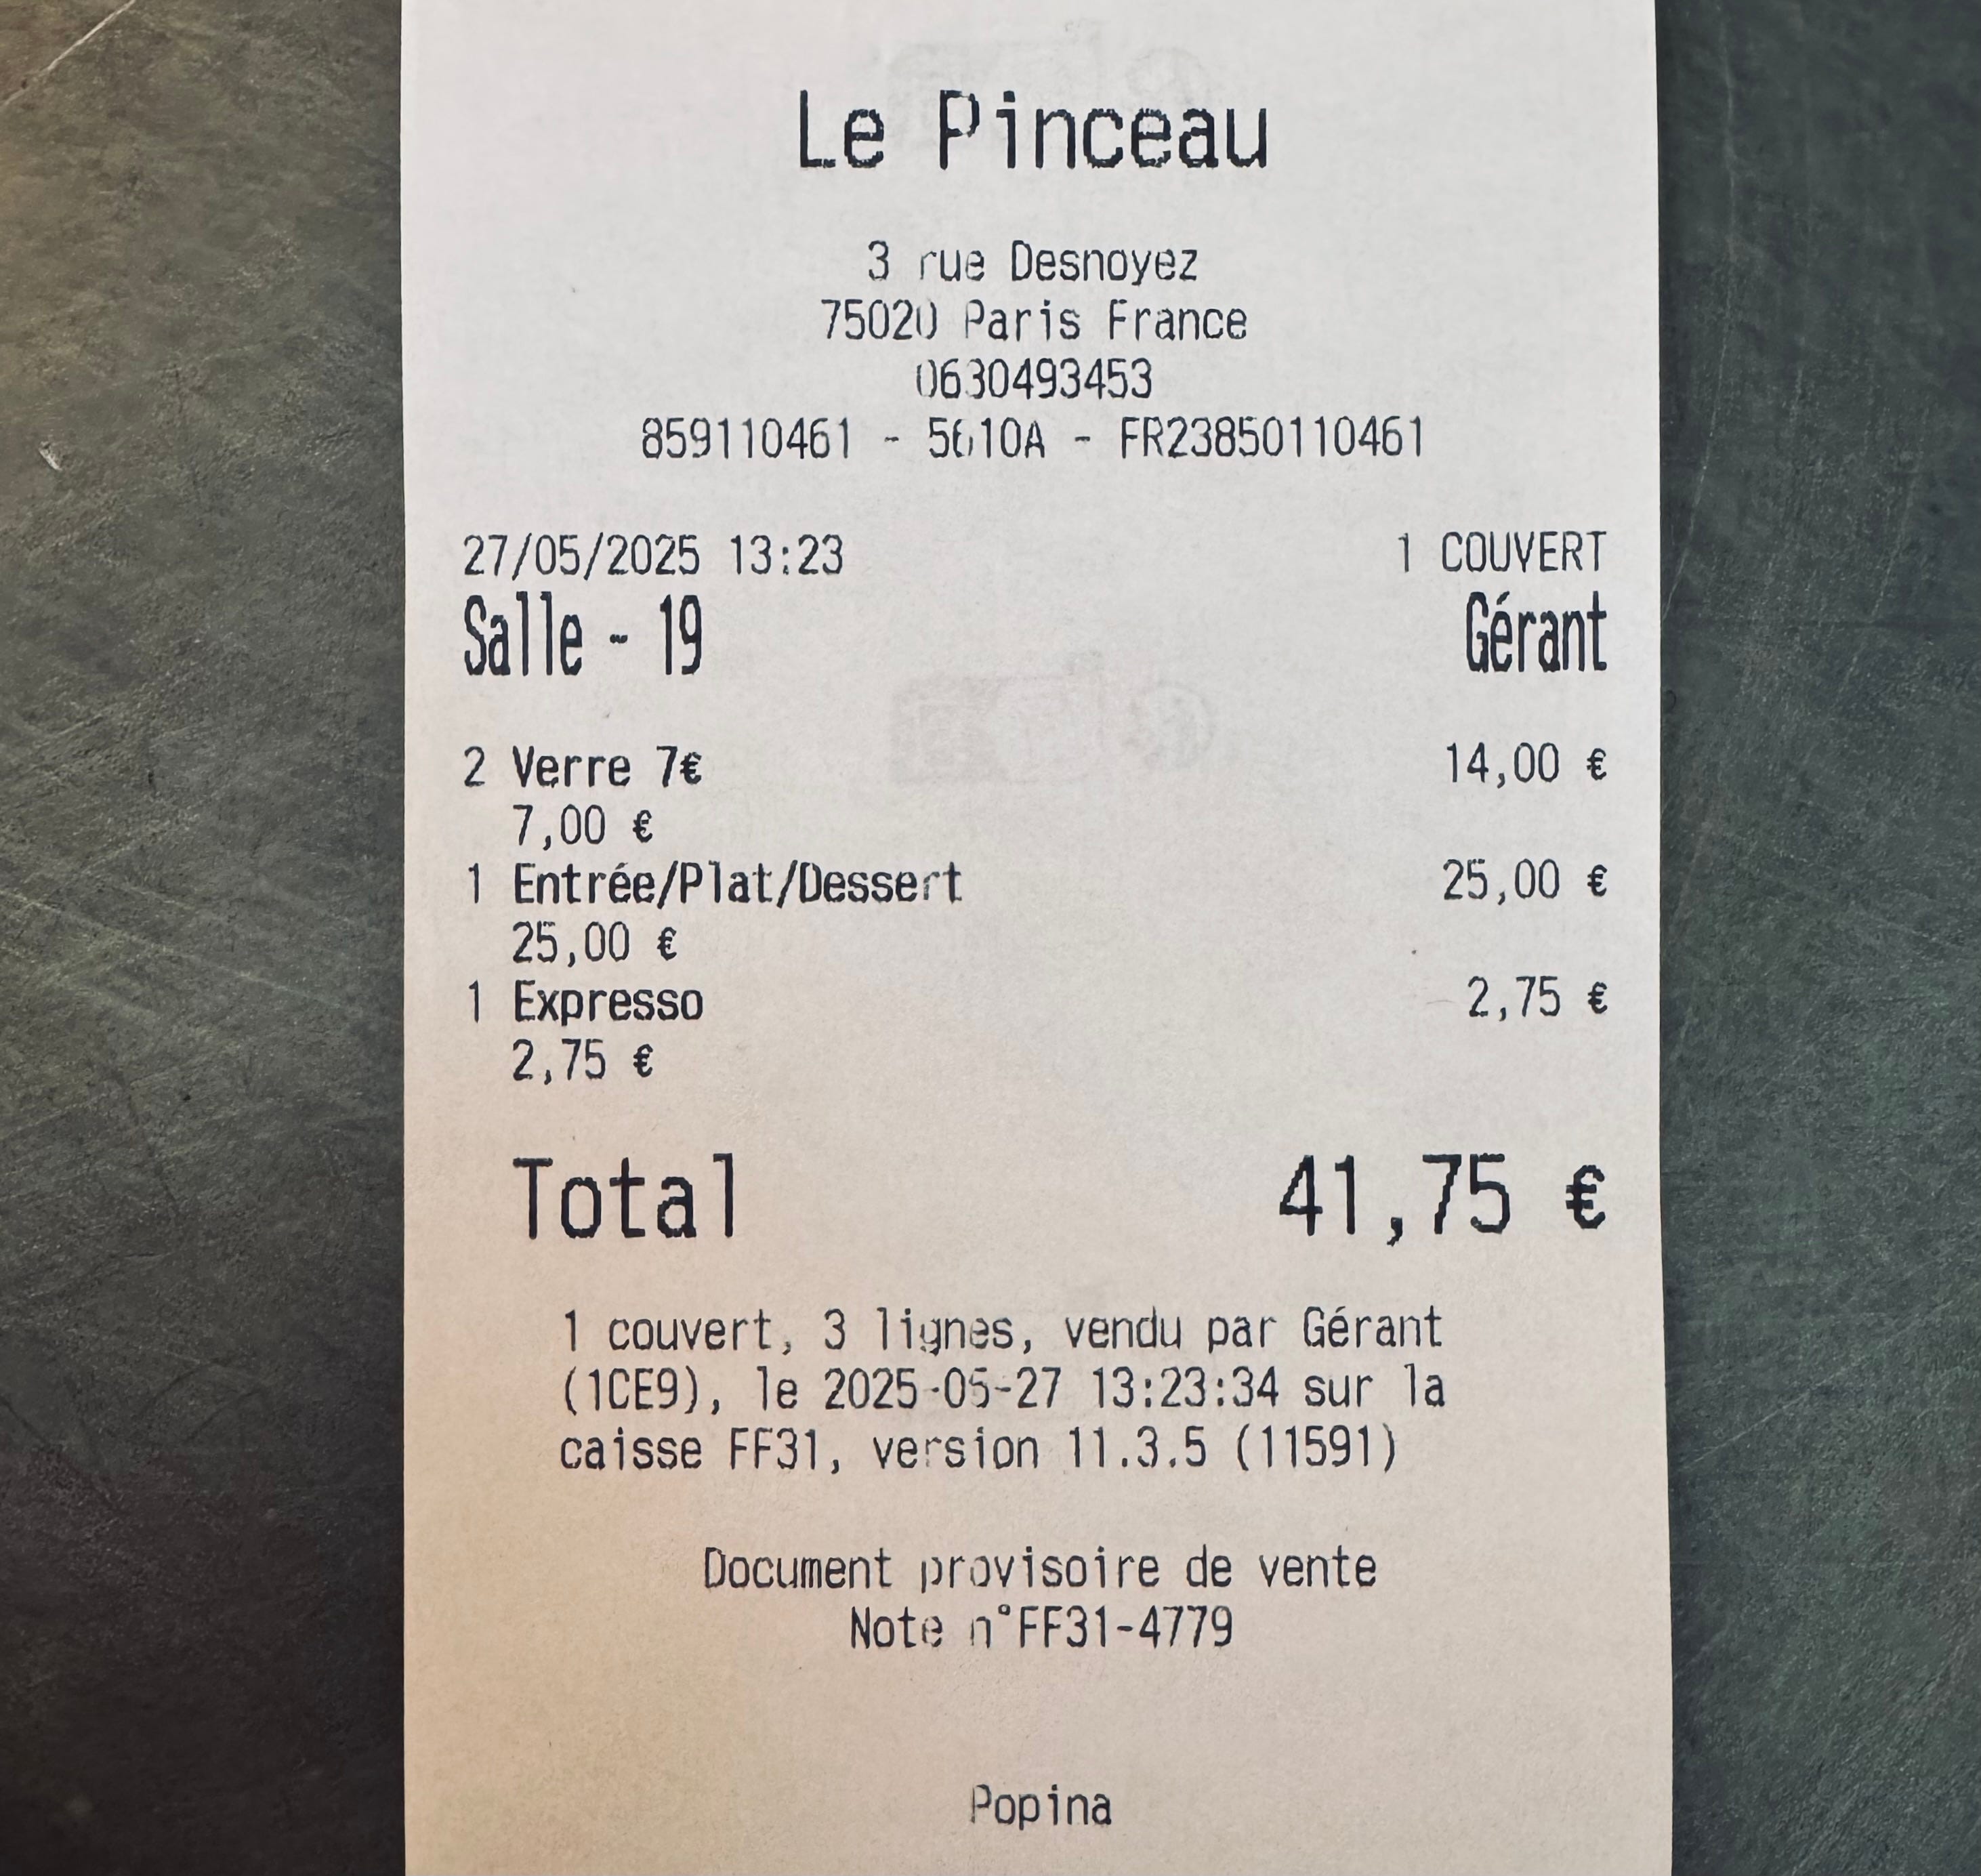 Le Pinceau
3 rue Desnoyez
75020 Paris France
0630493453
859110461 - 5610A - FR23850110461
27/05/2025 13:23 1 COUVERT
Salle - 19 Gérant
2 Verre 7€ 14,00 €
7,00 €
1 Entrée/Plat/Dessert 25,00 €
25,00 €
1 Expresso 2,75 €
2,75 €
Total 41,75 €
1 couvert, 3 lignes, vendu par Gérant
(1CE9), le 2025-05-27 13:23:34 sur la
caisse FF31, version 11.3.5 (11591)
Document provisoire de vente
Note n°FF31-4779
Popina